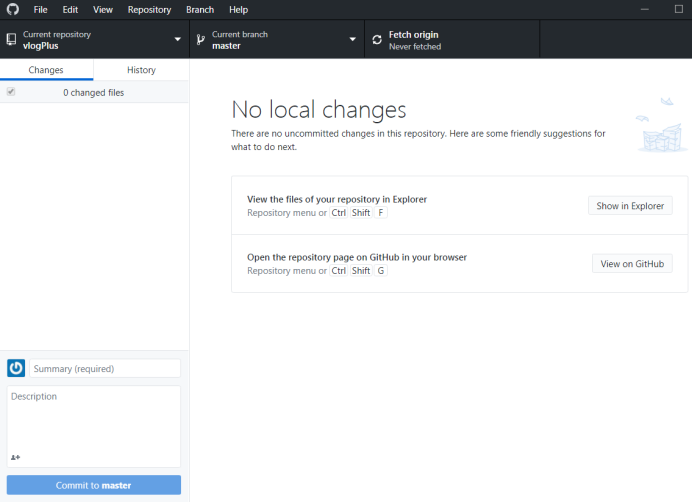 File Edit View Repository Branch Help
Current repository
vlogPlus
Current branch
master
Fetch origin
Never fetched
Changes
History
0 changed files
No local changes
There are no uncommitted changes in this repository. Here are some friendly suggestions for
what to do next.
View the files of your repository in Explorer
Repository menu or Ctrl Shift F
Show in Explorer
Open the repository page on GitHub in your browser
Repository menu or Ctrl Shift G
View on GitHub
Summary (required)
Description
Commit to master